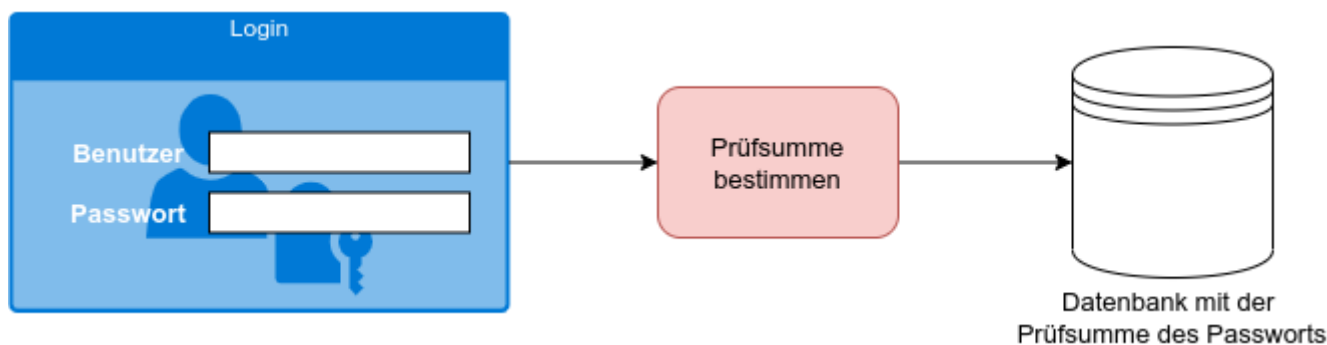 Login
Benutzer
Passwort
Prüfsumme
bestimmen
Datenbank mit der
Prüfsumme des Passworts